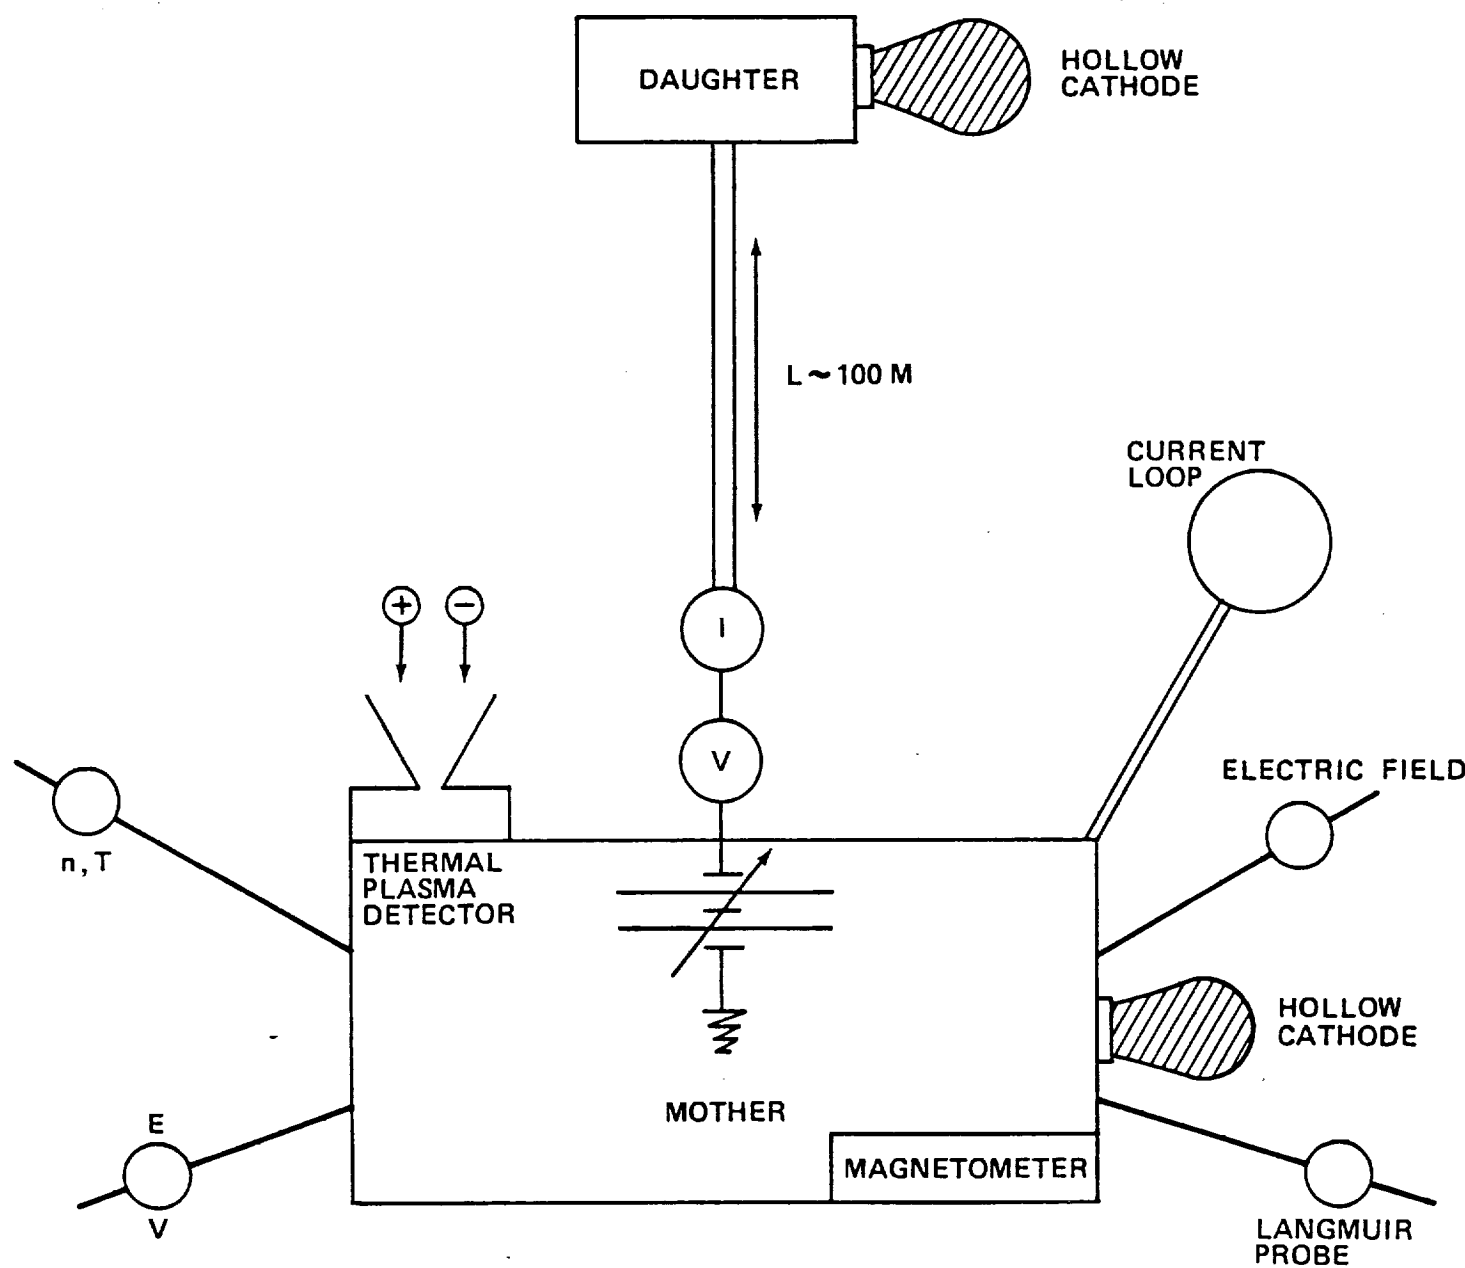 DAUGHTER
HOLLOW
CATHODE
L ~ 100 M
CURRENT
LOOP
+ −
I
V
ELECTRIC FIELD
n, T
THERMAL
PLASMA
DETECTOR
HOLLOW
CATHODE
MOTHER
E
V
MAGNETOMETER
LANGMUIR
PROBE